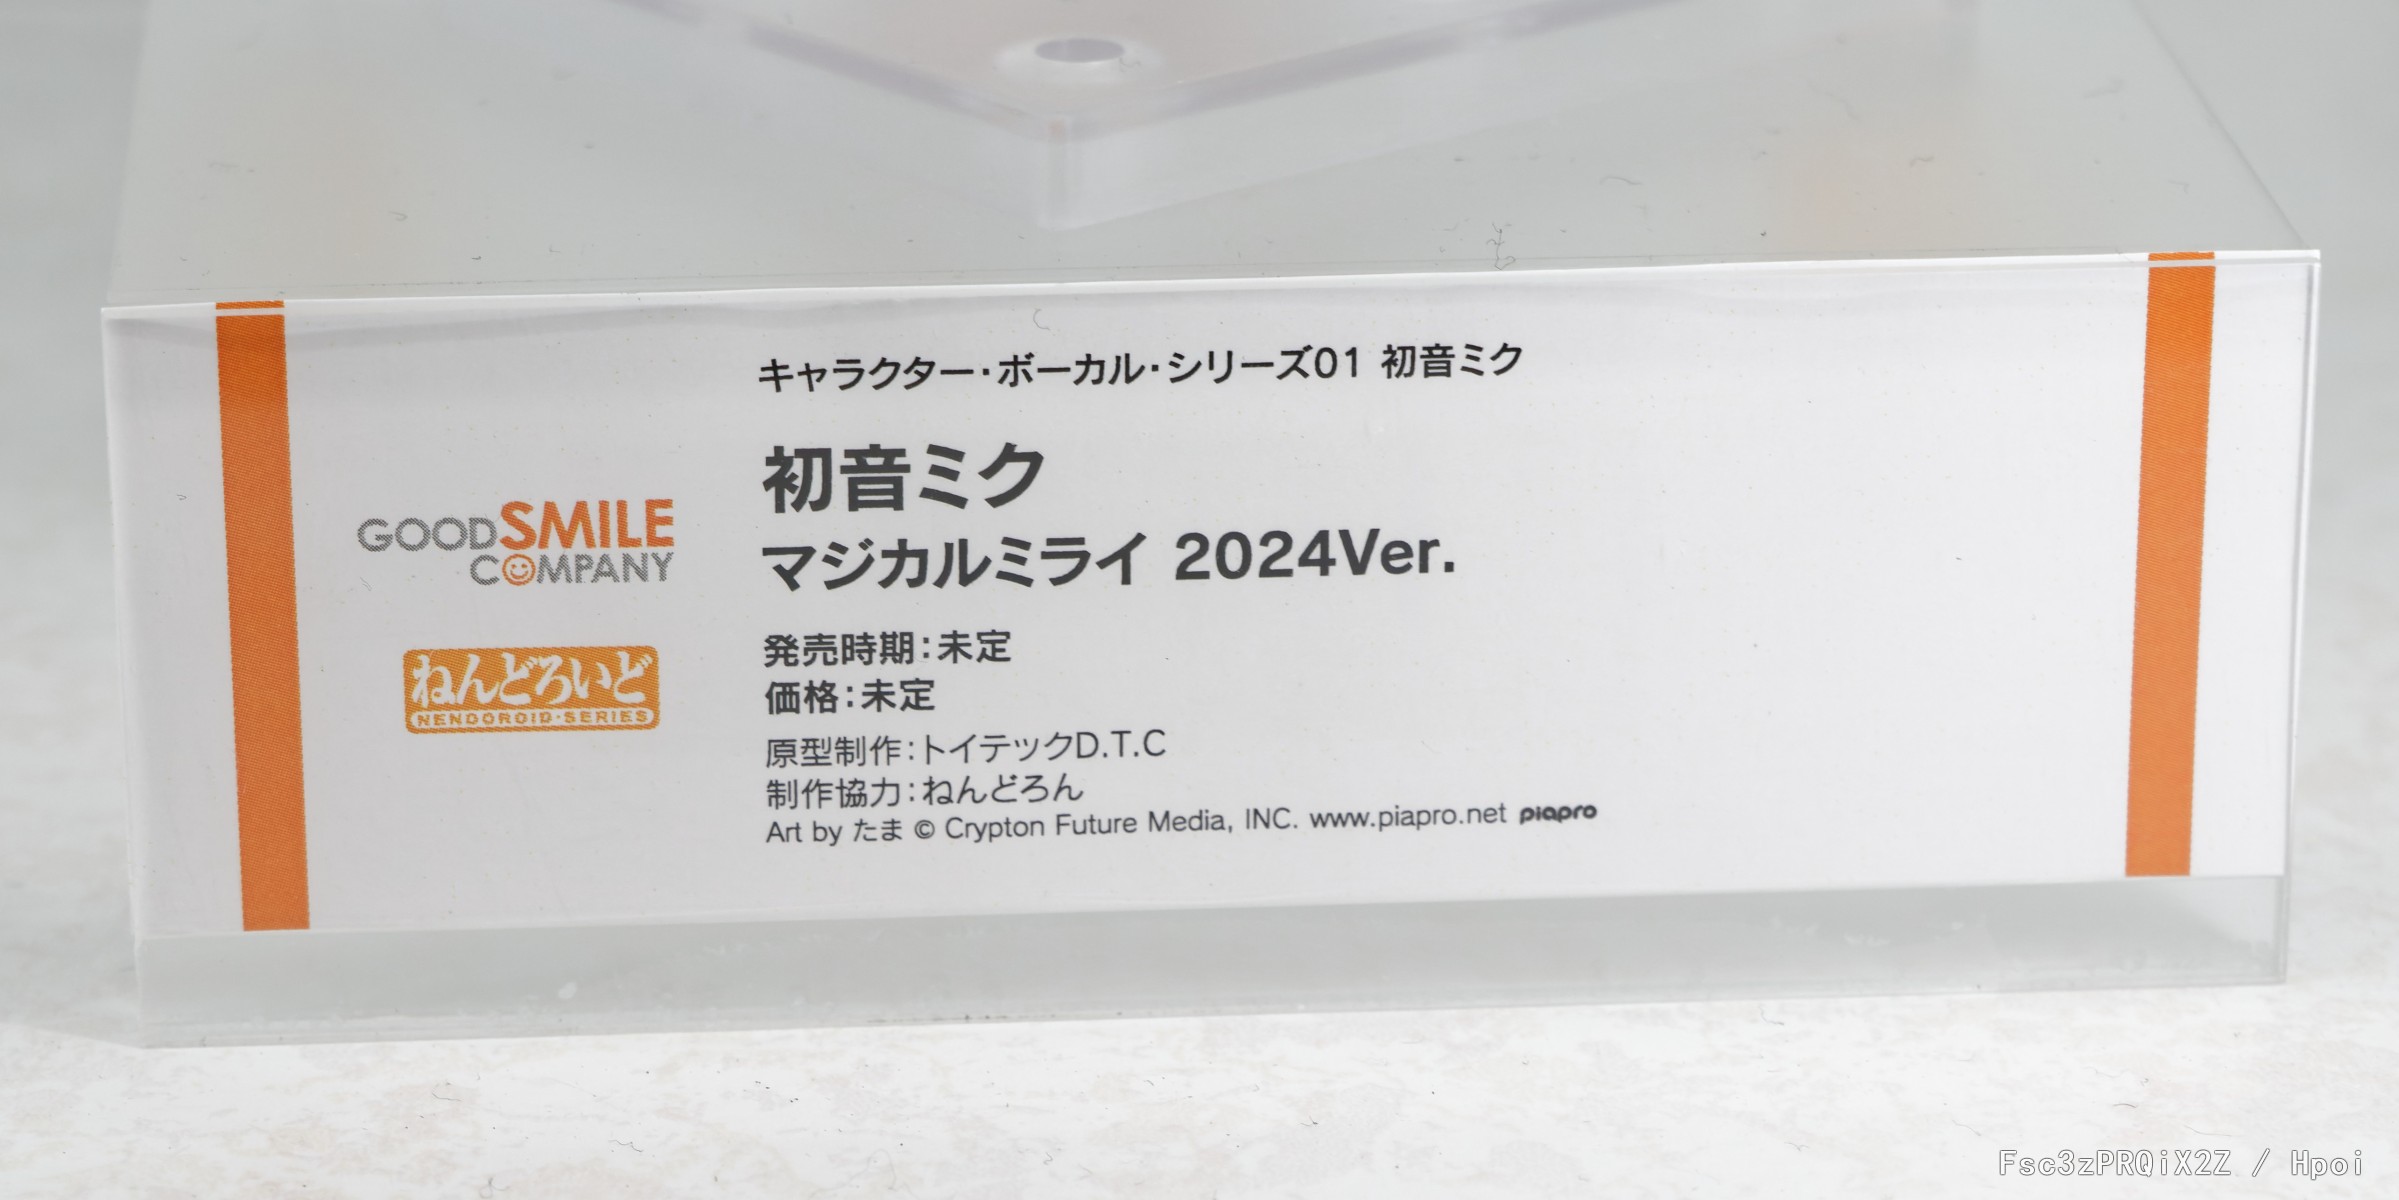 キャラクター・ボーカル・シリーズ01 初音ミク
初音ミク
マジカルミライ 2024Ver.
GOODSMILE
COMPANY
ねんどろいど
NENDOROID・SERIES
発売時期：未定
価格：未定
原型制作：トイテックD.T.C
制作協力：ねんどろん
Art by たま © Crypton Future Media, INC. www.piapro.net piapro
Fsc3zPRQiX2Z / Hpoi